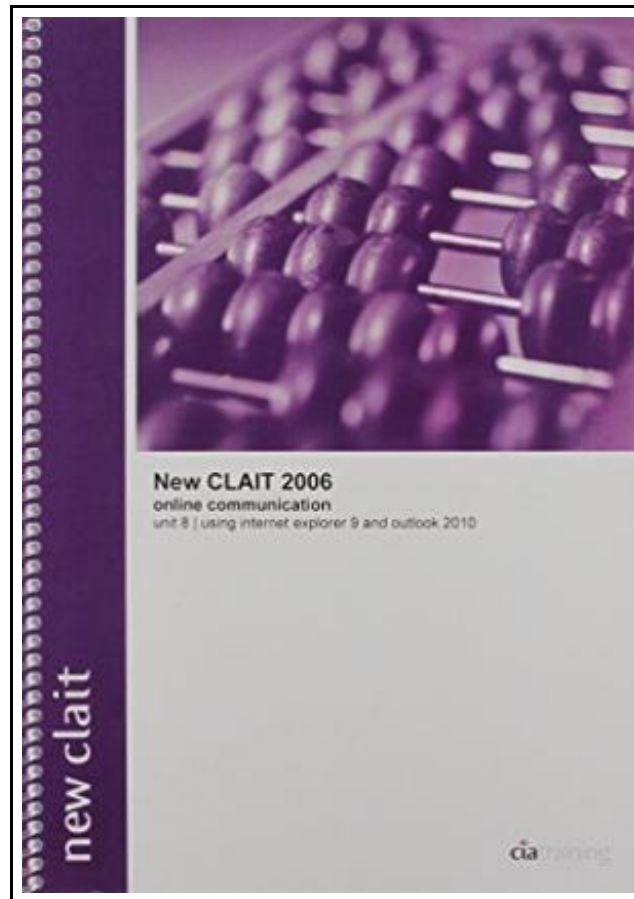 New CLAIT 2006
online communication
unit 8 | using internet explorer 9 and outlook 2010
new clait
cia training